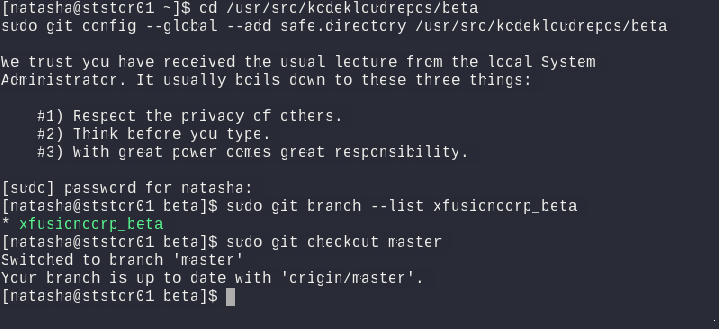 [natasha@ststor01 ~]$ cd /usr/src/kodekloudrepos/beta
sudo git config --global --add safe.directory /usr/src/kodekloudrepos/beta
We trust you have received the usual lecture from the local System
Administrator. It usually boils down to these three things:
#1) Respect the privacy of others.
#2) Think before you type.
#3) With great power comes great responsibility.
[sudo] password for natasha:
[natasha@ststor01 beta]$ sudo git branch --list xfusioncorp_beta
* xfusioncorp_beta
[natasha@ststor01 beta]$ sudo git checkout master
Switched to branch 'master'
Your branch is up to date with 'origin/master'.
[natasha@ststor01 beta]$